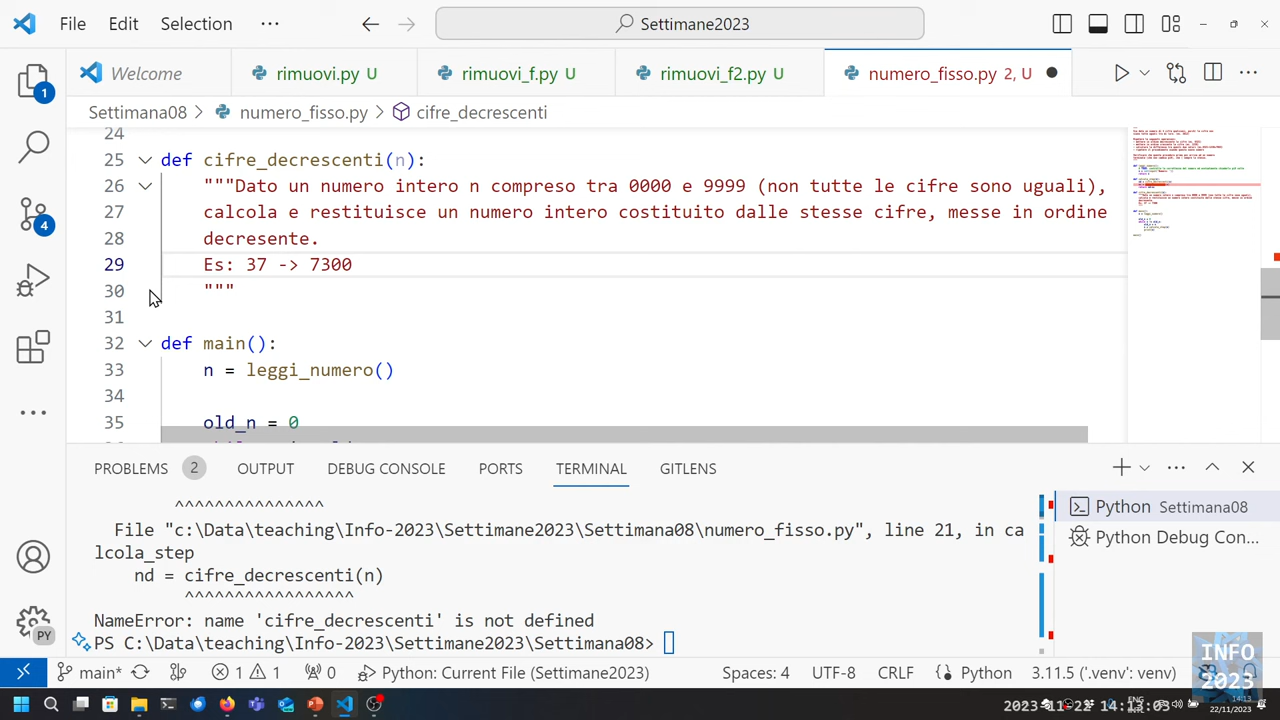 File Edit Selection ··· Settimane2023
Welcome rimuovi.py U rimuovi_f.py U rimuovi_f2.py U numero_fisso.py 2, U
Settimana08 > numero_fisso.py > cifre_decrescenti
24
25 def cifre_decrescenti(n):
26 """Dato un numero intero n compreso tra 0000 e 9999 (non tutte le cifre sono uguali),
27 calcola e restituisce un numero intero costituito dalle stesse cifre, messe in ordine
28 decresente.
29 Es: 37 -> 7300
30 """
31
32 def main():
33 n = leggi_numero()
34
35 old_n = 0
PROBLEMS 2 OUTPUT DEBUG CONSOLE PORTS TERMINAL GITLENS
^^^^^^^^^^^^^^^
File "c:\Data\teaching\Info-2023\Settimane2023\Settimana08\numero_fisso.py", line 21, in ca
lcola_step
nd = cifre_decrescenti(n)
^^^^^^^^^^^^^^^^^^^^
NameError: name 'cifre_decrescenti' is not defined
PS C:\Data\teaching\Info-2023\Settimane2023\Settimana08>
Python Settimana08
Python Debug Con...
1
4
PY
main* 1 1 0 Python: Current File (Settimane2023) Spaces: 4 UTF-8 CRLF Python 3.11.5 ('.venv': venv)
INFO
2023
ENG
14:13
22/11/2023